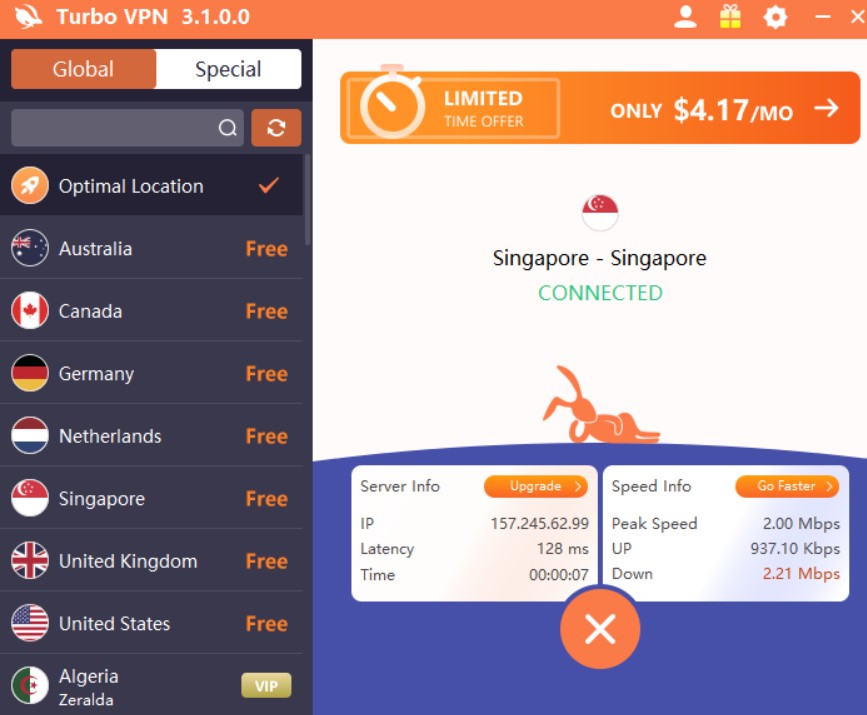 Turbo VPN 3.1.0.0
Global
Special
Optimal Location
Australia Free
Canada Free
Germany Free
Netherlands Free
Singapore Free
United Kingdom Free
United States Free
Algeria
Zeralda
VIP
LIMITED
TIME OFFER
ONLY $4.17/MO
Singapore - Singapore
CONNECTED
Server Info Upgrade
IP 157.245.62.99
Latency 128 ms
Time 00:00:07
Speed Info Go Faster
Peak Speed 2.00 Mbps
UP 937.10 Kbps
Down 2.21 Mbps